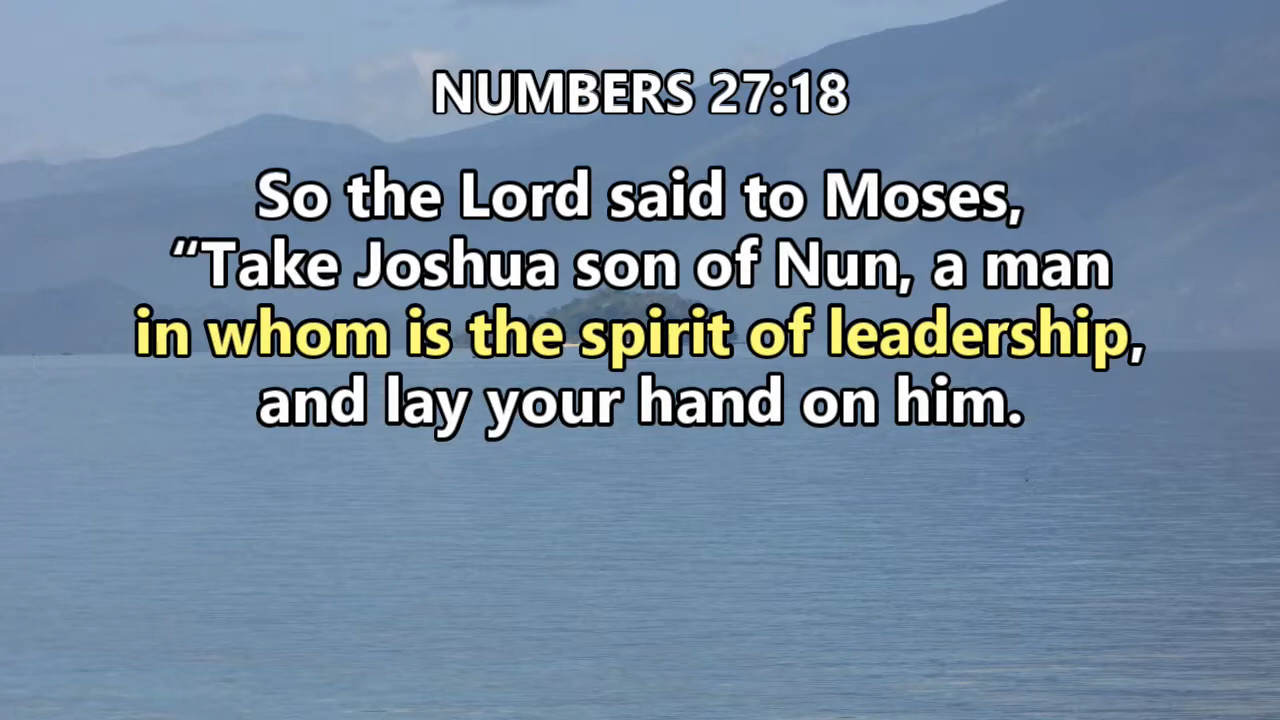 NUMBERS 27:18
So the Lord said to Moses,
“Take Joshua son of Nun, a man
in whom is the spirit of leadership,
and lay your hand on him.